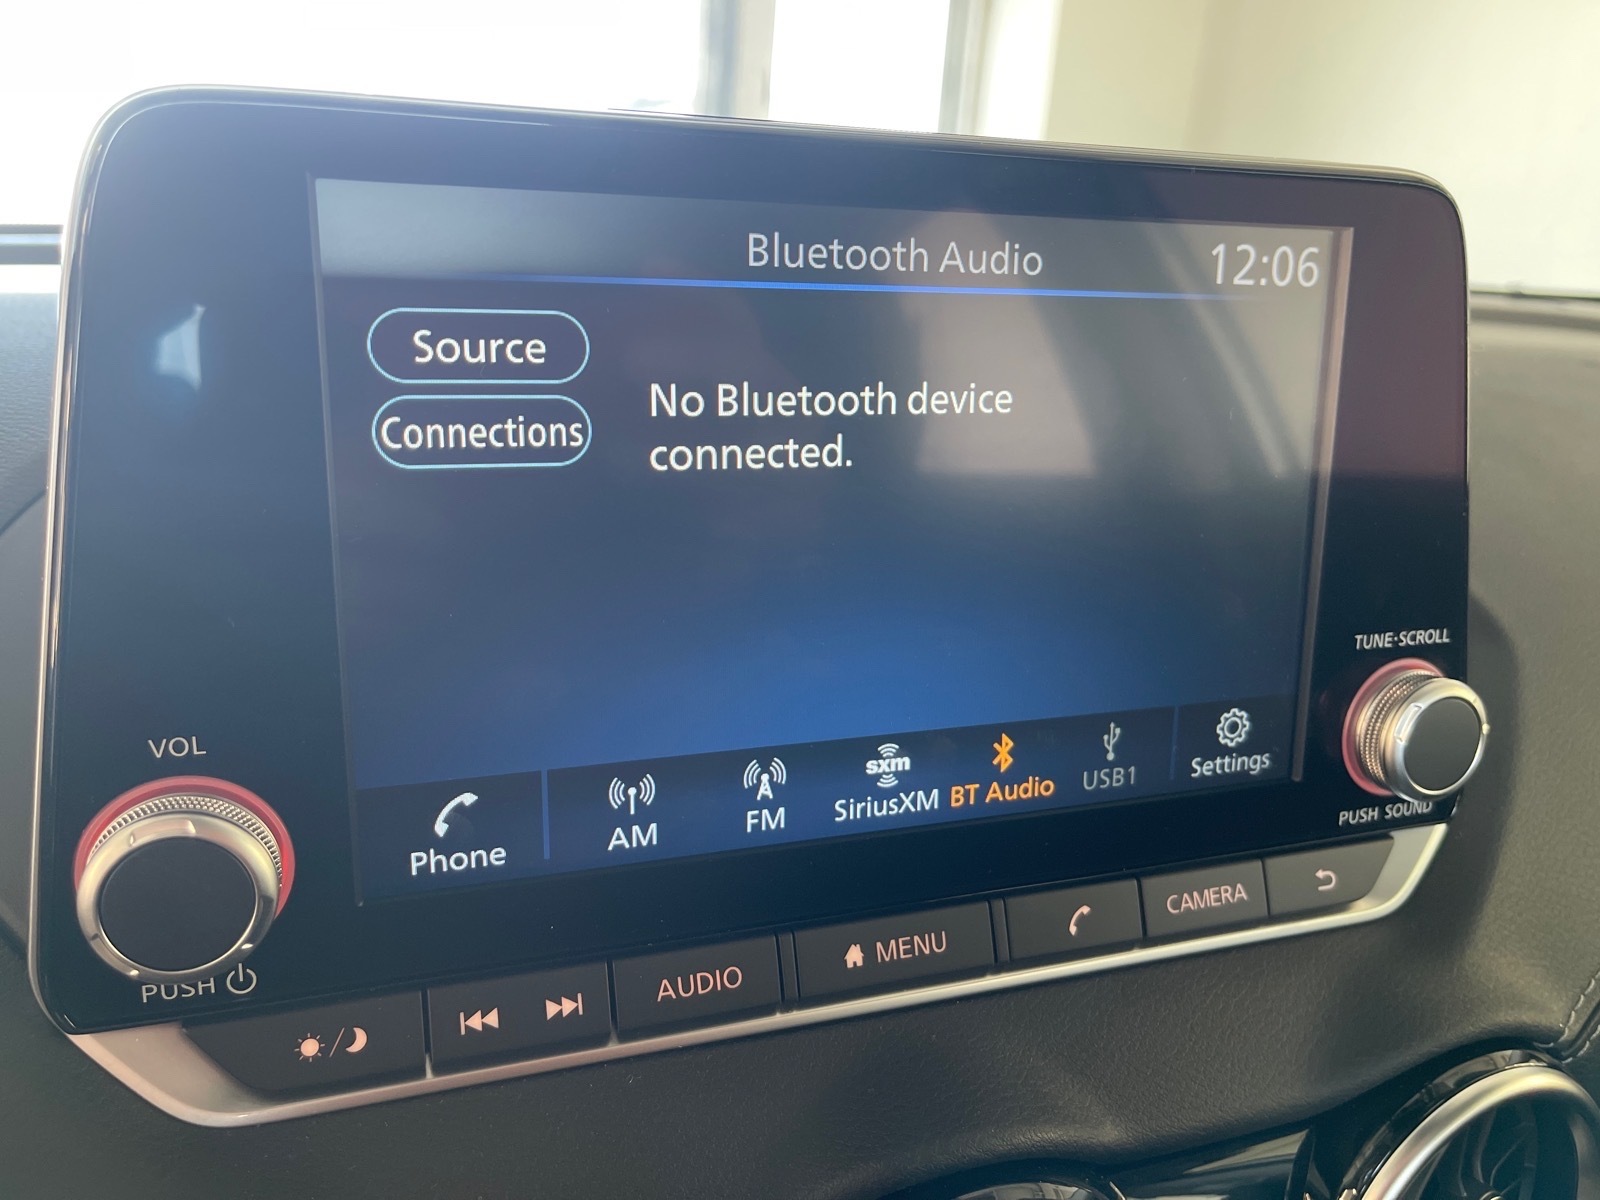 Bluetooth Audio
12:06
Source
Connections
No Bluetooth device
connected.
TUNE·SCROLL
VOL
PUSH SOUND
Phone
AM
FM
sxm
SiriusXM
BT Audio
USB1
Settings
PUSH
AUDIO
MENU
CAMERA